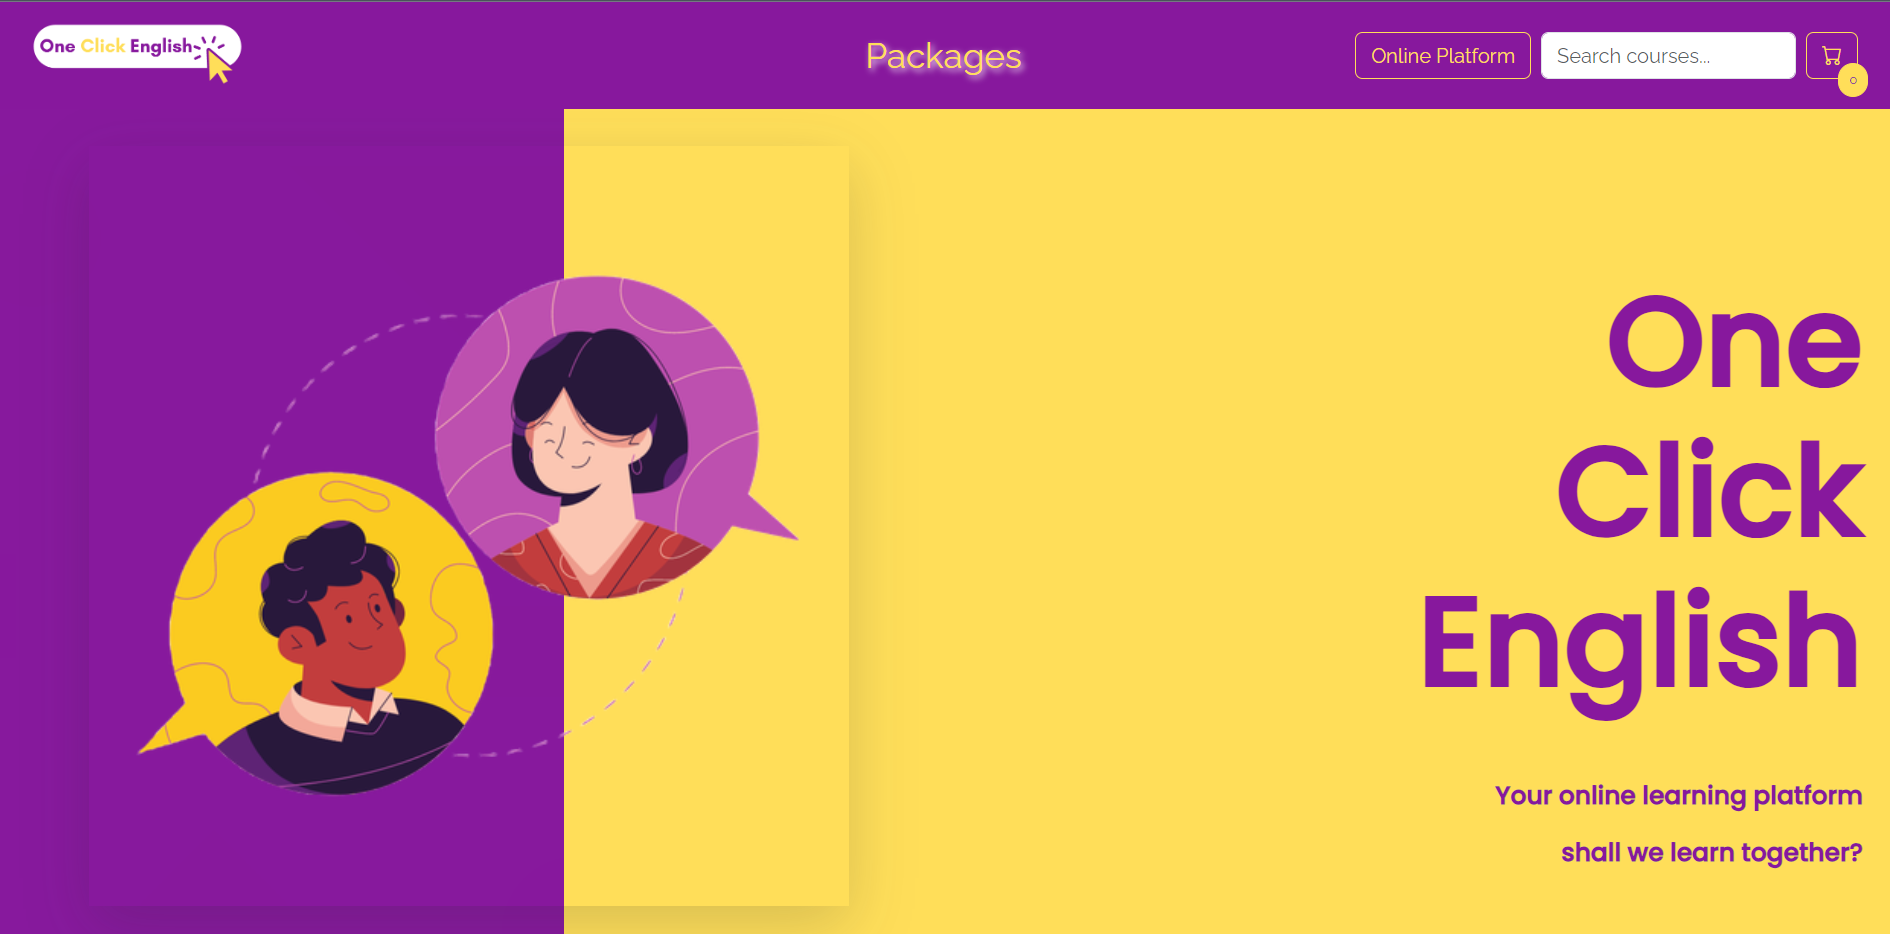 One Click English
Packages
Online Platform
Search courses...
0
One
Click
English
Your online learning platform
shall we learn together?